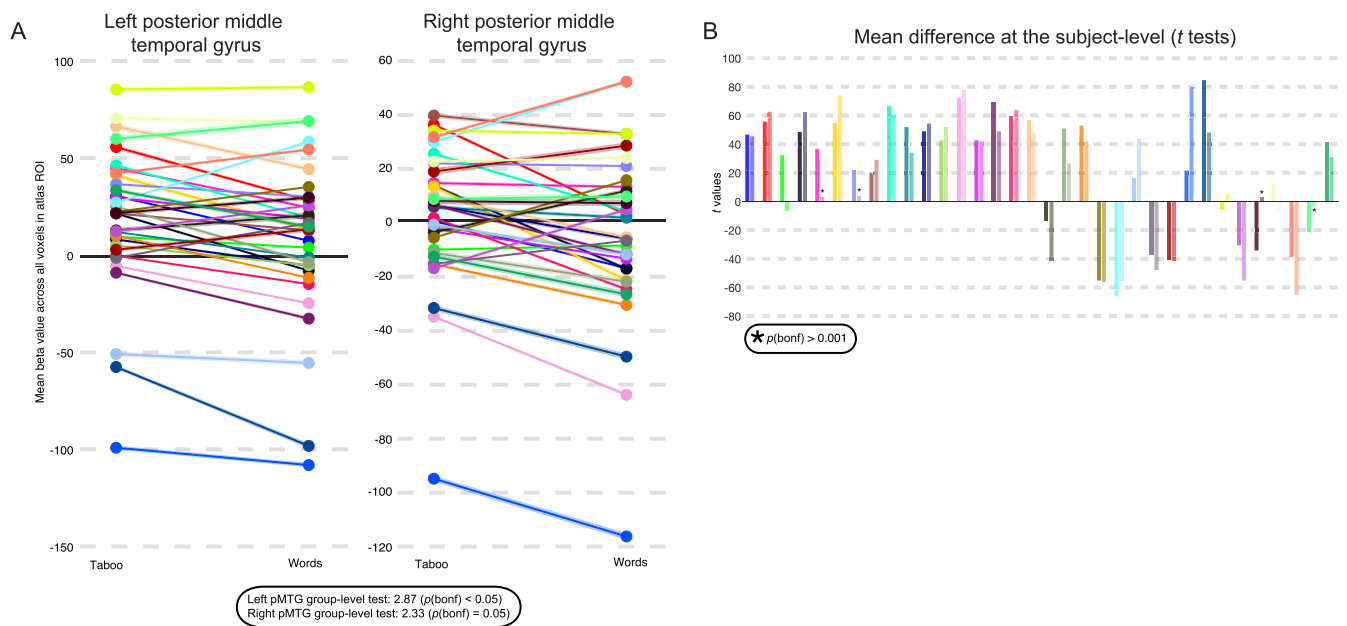 A
Left posterior middle
temporal gyrus
Right posterior middle
temporal gyrus
Mean beta value across all voxels in atlas ROI
100
50
0
-50
-100
-150
Taboo
Words
60
40
20
0
-20
-40
-60
-80
-100
-120
Taboo
Words
Left pMTG group-level test: 2.87 (p(bonf) < 0.05)
Right pMTG group-level test: 2.33 (p(bonf) = 0.05)
B
Mean difference at the subject-level (t tests)
t values
100
80
60
40
20
0
-20
-40
-60
-80
* * * *
* p(bonf) > 0.001